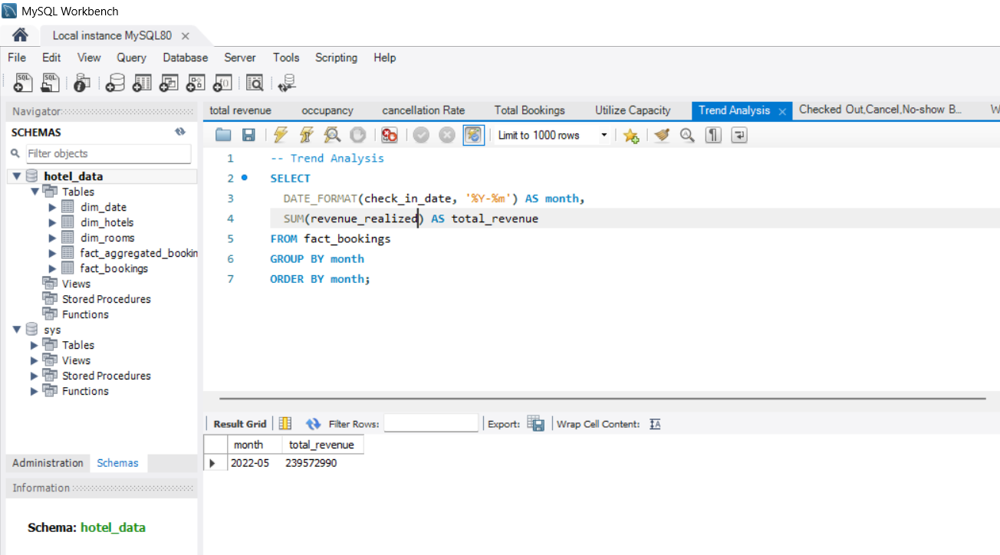 MySQL Workbench
Local instance MySQL80
File Edit View Query Database Server Tools Scripting Help
SQL SQL
Navigator
SCHEMAS
Filter objects
hotel_data
Tables
dim_date
dim_hotels
dim_rooms
fact_aggregated_bookin
fact_bookings
Views
Stored Procedures
Functions
sys
Tables
Views
Stored Procedures
Functions
Administration Schemas
Information
Schema: hotel_data
total revenue occupancy cancellation Rate Total Bookings Utilize Capacity Trend Analysis Checked Out,Cancel,No-show B... W
Limit to 1000 rows
1 -- Trend Analysis
2 SELECT
3 DATE_FORMAT(check_in_date, '%Y-%m') AS month,
4 SUM(revenue_realized) AS total_revenue
5 FROM fact_bookings
6 GROUP BY month
7 ORDER BY month;
Result Grid Filter Rows: Export: Wrap Cell Content:
month total_revenue
2022-05 239572990